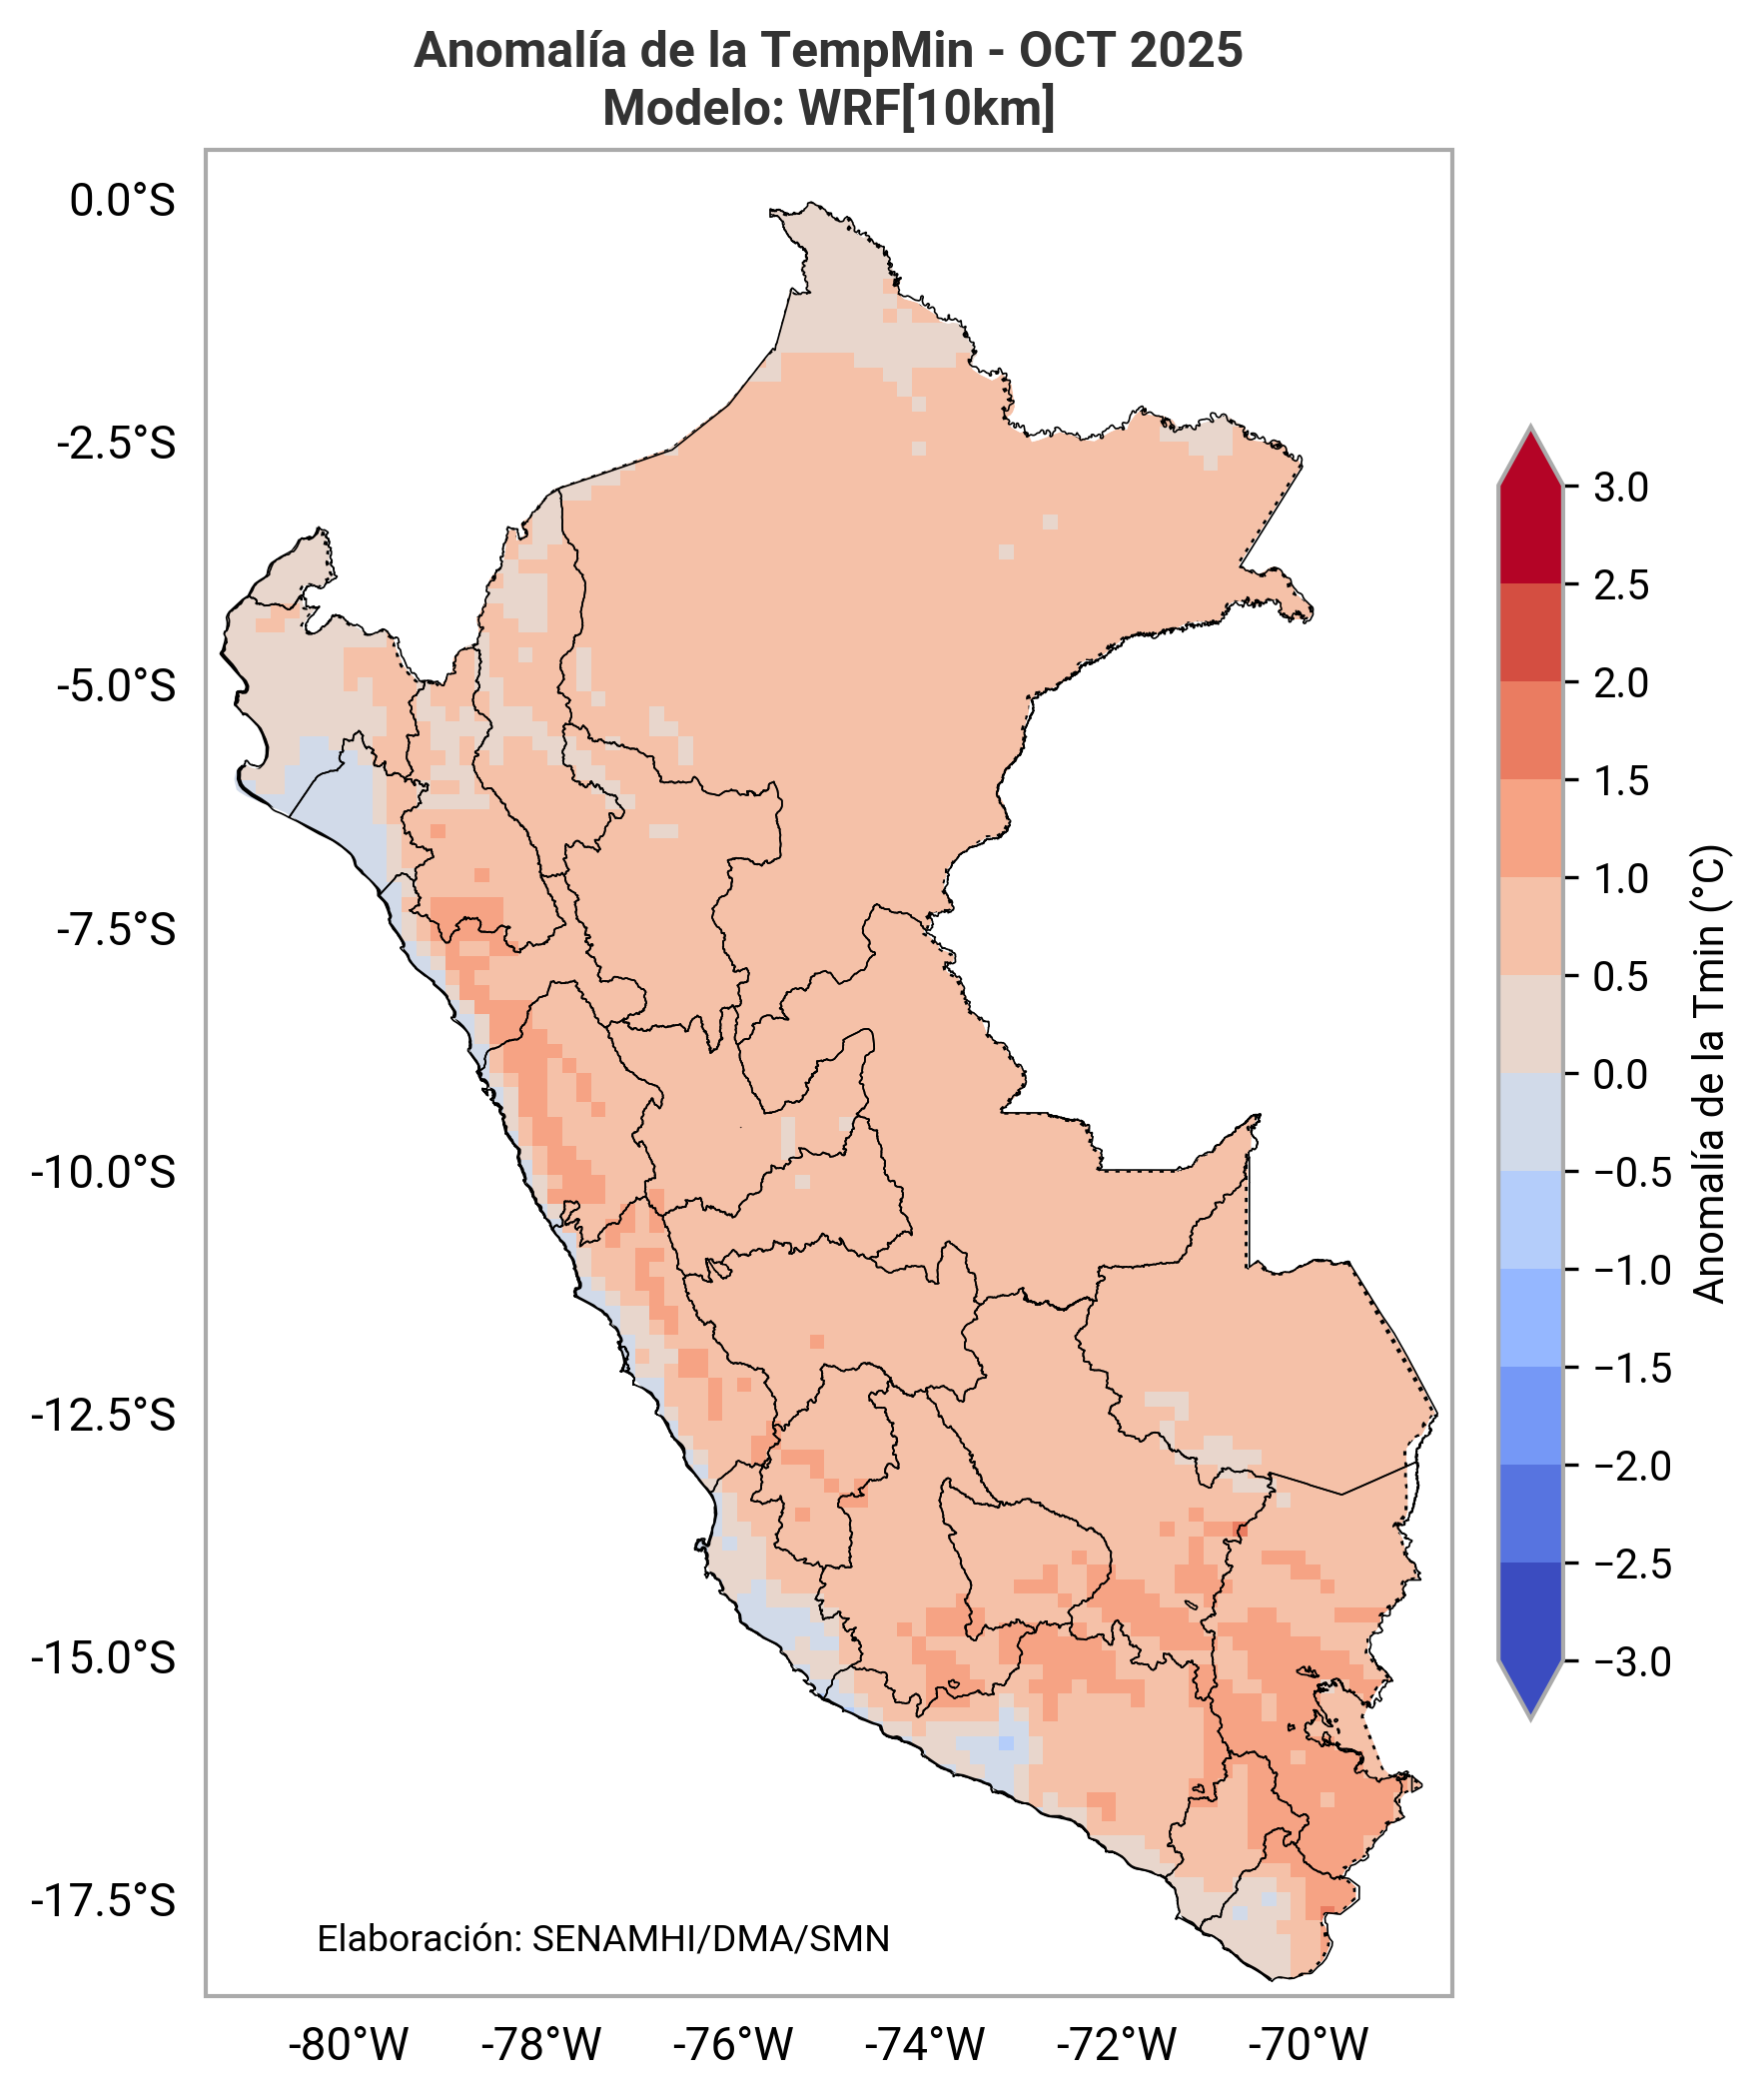 Anomalía de la TempMin - OCT 2025
Modelo: WRF[10km]
0.0°S
-2.5°S
-5.0°S
-7.5°S
-10.0°S
-12.5°S
-15.0°S
-17.5°S
Elaboración: SENAMHI/DMA/SMN
-80°W -78°W -76°W -74°W -72°W -70°W
3.0
2.5
2.0
1.5
1.0
0.5
0.0
−0.5
−1.0
−1.5
−2.0
−2.5
−3.0
Anomalía de la Tmin (°C)